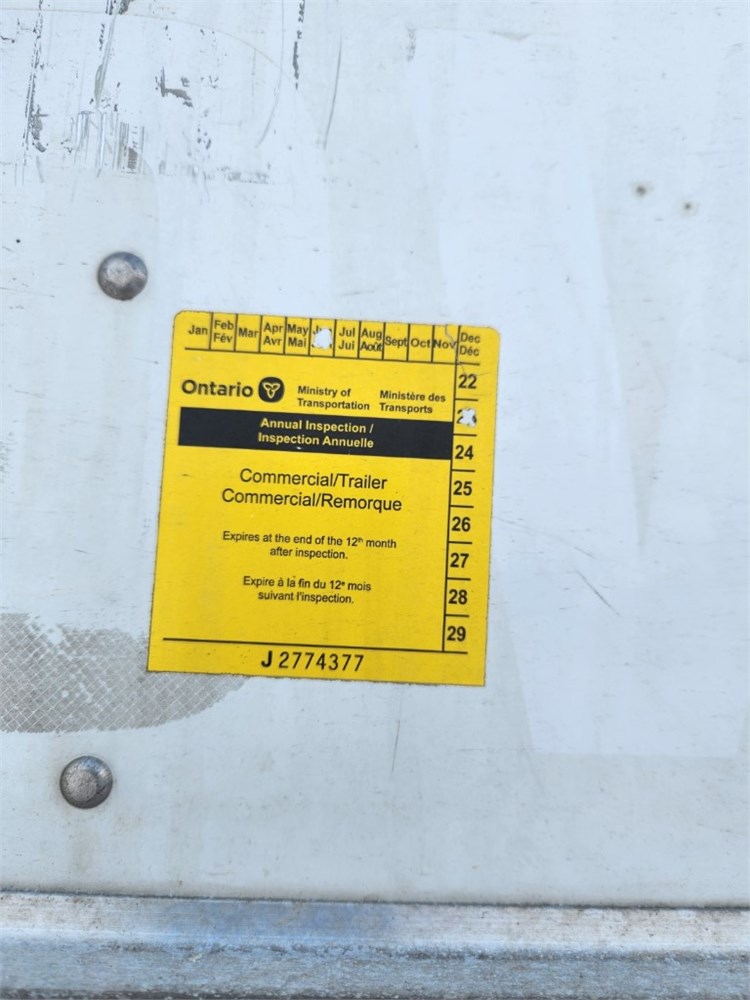 Jan Feb Mar Apr May Jul Aug Sept Oct Nov Dec
Fév Avr Mai Jui Août Déc
22
Ontario Ministry of Ministère des
Transportation Transports
Annual Inspection /
Inspection Annuelle
24
Commercial/Trailer
Commercial/Remorque
25
26
Expires at the end of the 12th month
after inspection.
27
Expire à la fin du 12e mois
suivant l'inspection.
28
29
J 2774377